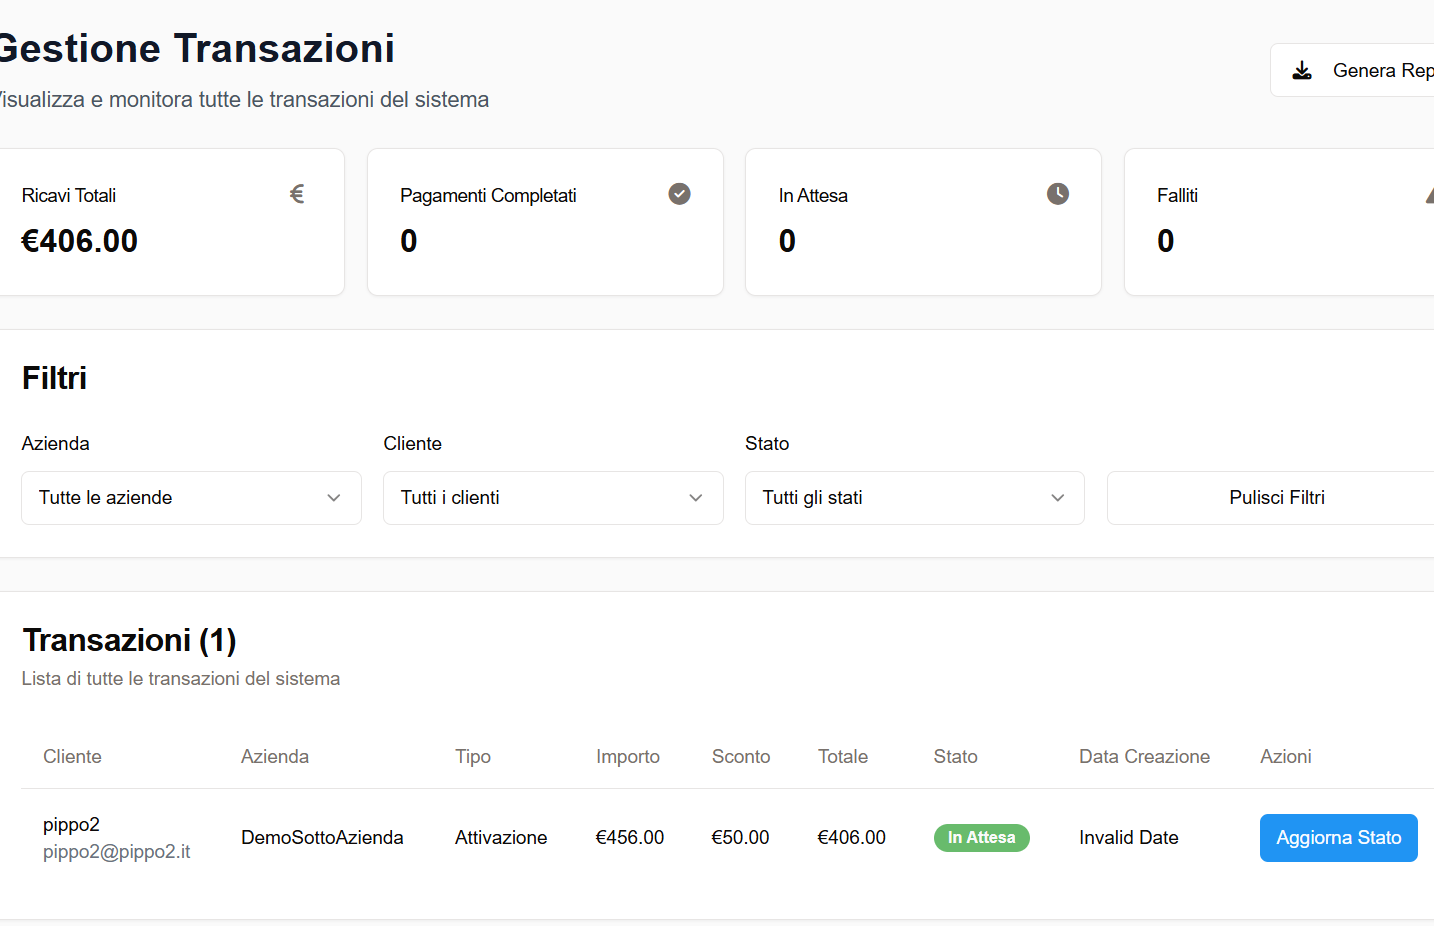 Gestione Transazioni
Visualizza e monitora tutte le transazioni del sistema
Genera Rep
Ricavi Totali
€406.00
Pagamenti Completati
0
In Attesa
0
Falliti
0
Filtri
Azienda
Cliente
Stato
Tutte le aziende
Tutti i clienti
Tutti gli stati
Pulisci Filtri
Transazioni (1)
Lista di tutte le transazioni del sistema
Cliente Azienda Tipo Importo Sconto Totale Stato Data Creazione Azioni
pippo2
pippo2@pippo2.it
DemoSottoAzienda Attivazione €456.00 €50.00 €406.00 In Attesa Invalid Date Aggiorna Stato